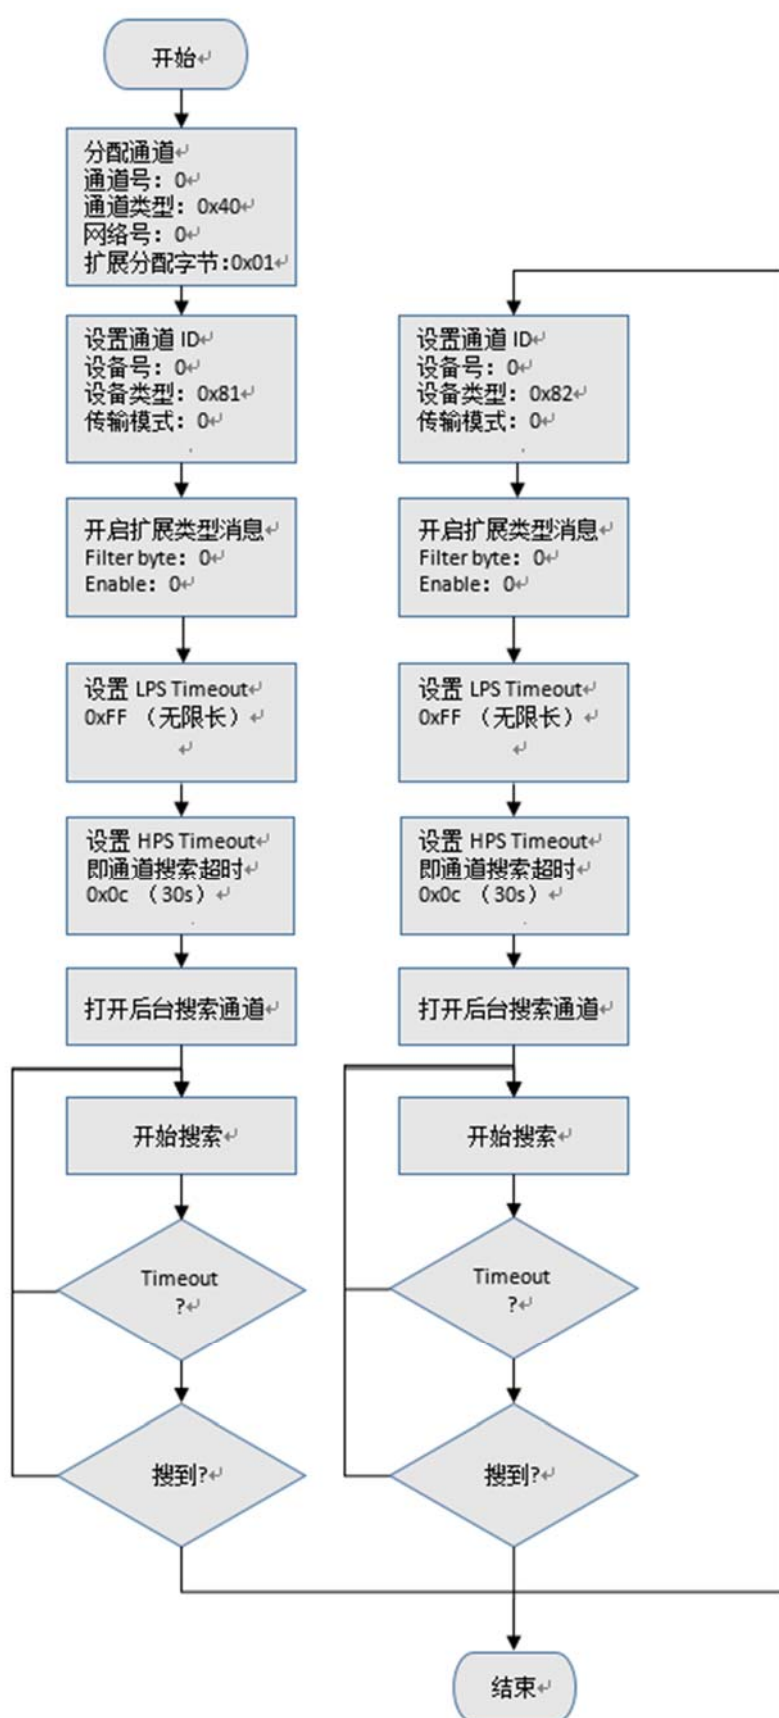 开始
分配通道
通道号：0
通道类型：0x40
网络号：0
扩展分配字节:0x01
设置通道 ID
设备号：0
设备类型：0x81
传输模式：0
开启扩展类型消息
Filter byte：0
Enable：0
设置 LPS Timeout
0xFF （无限长）
设置 HPS Timeout
即通道搜索超时
0x0c （30s）
打开后台搜索通道
开始搜索
Timeout
?
搜到?
设置通道 ID
设备号：0
设备类型：0x82
传输模式：0
开启扩展类型消息
Filter byte：0
Enable：0
设置 LPS Timeout
0xFF （无限长）
设置 HPS Timeout
即通道搜索超时
0x0c （30s）
打开后台搜索通道
开始搜索
Timeout
?
搜到?
结束